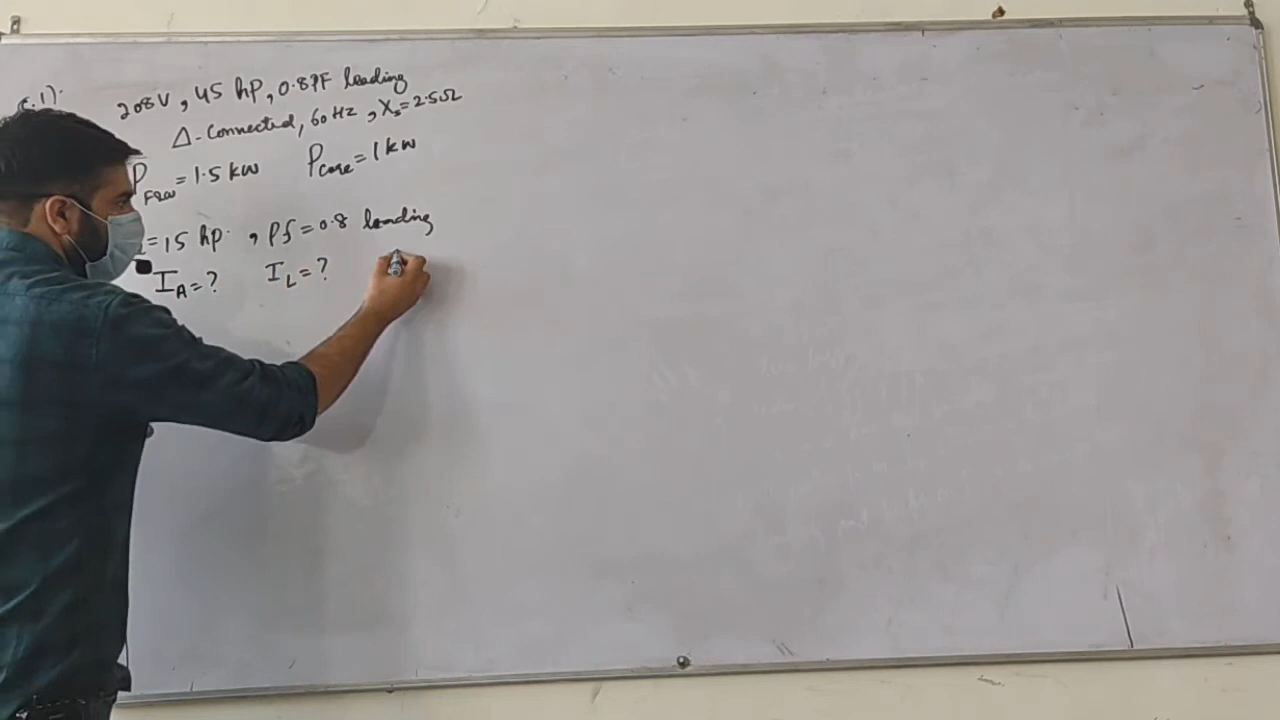 208V, 45 hp, 0.8PF leading
Δ-Connected, 60 Hz, Xs=2.5Ω
PF&W=1.5 kW Pcore=1 kW
=15 hp, Pf=0.8 leading
IA=? IL=?